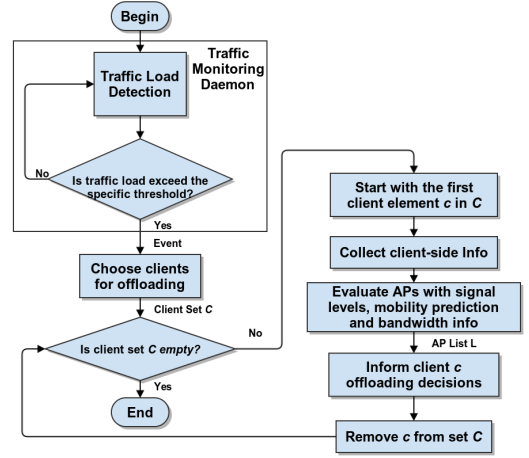 Begin
Traffic
Monitoring
Daemon
Traffic Load
Detection
No
Is traffic load exceed the
specific threshold?
Yes
Event
Choose clients
for offloading
Client Set C
Is client set C empty?
No
Yes
End
Start with the first
client element c in C
Collect client-side Info
Evaluate APs with signal
levels, mobility prediction
and bandwidth info
AP List L
Inform client c
offloading decisions
Remove c from set C